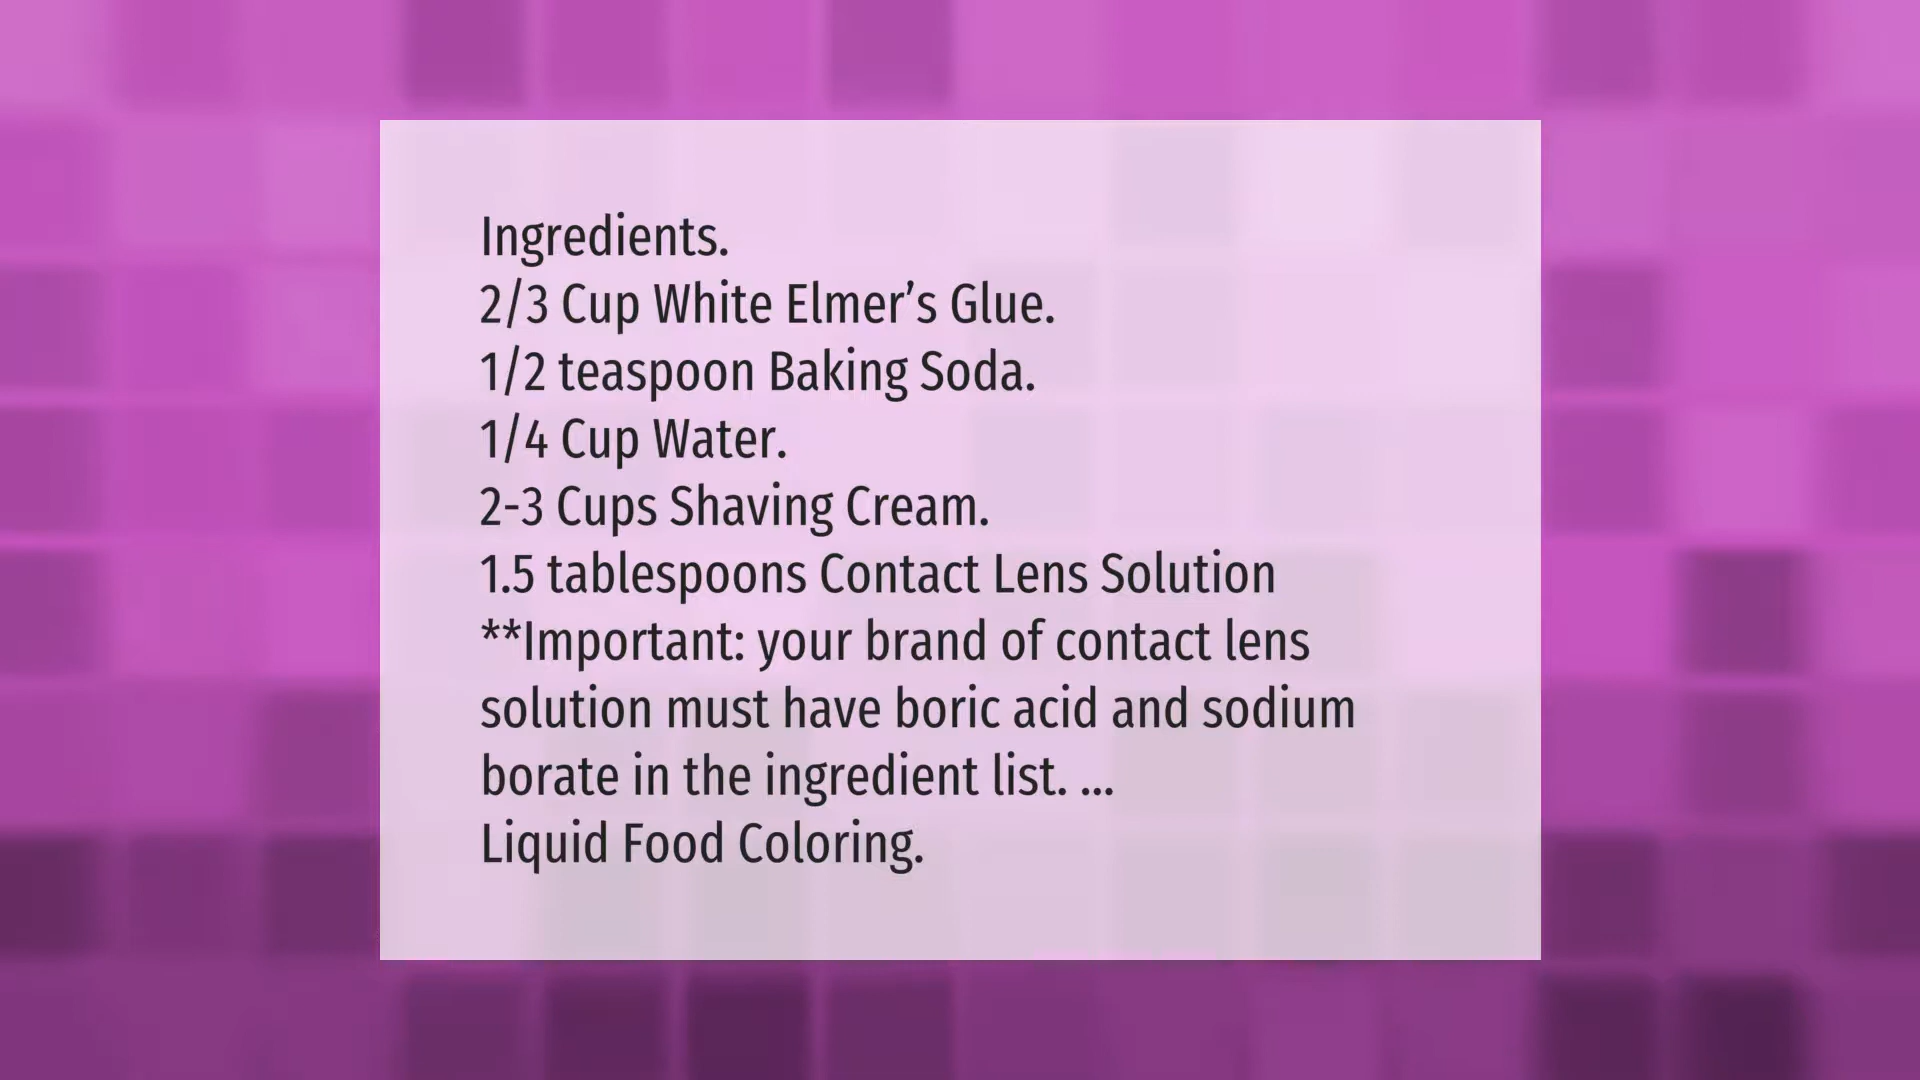 Ingredients.
2/3 Cup White Elmer’s Glue.
1/2 teaspoon Baking Soda.
1/4 Cup Water.
2-3 Cups Shaving Cream.
1.5 tablespoons Contact Lens Solution
**Important: your brand of contact lens
solution must have boric acid and sodium
borate in the ingredient list. ...
Liquid Food Coloring.